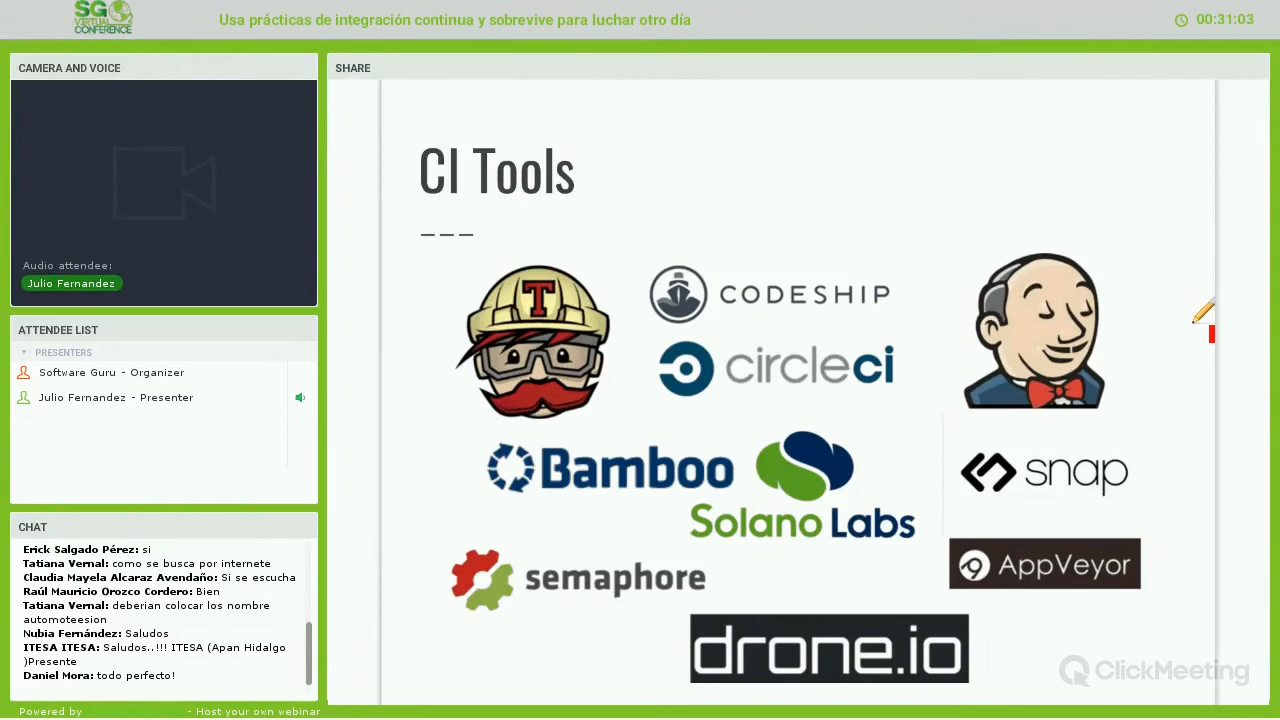 SG
VIRTUAL
CONFERENCE
Usa prácticas de integración continua y sobrevive para luchar otro día
00:31:03
CAMERA AND VOICE
Audio attendee:
Julio Fernandez
ATTENDEE LIST
PRESENTERS
Software Guru - Organizer
Julio Fernandez - Presenter
CHAT
Erick Salgado Pérez: si
Tatiana Vernal: como se busca por internete
Claudia Mayela Alcaraz Avendaño: Si se escucha
Raúl Mauricio Orozco Cordero: Bien
Tatiana Vernal: deberian colocar los nombre
automoteesion
Nubia Fernández: Saludos
ITESA ITESA: Saludos..!!! ITESA (Apan Hidalgo
)Presente
Daniel Mora: todo perfecto!
Powered by
- Host your own webinar
SHARE
CI Tools
T
CODESHIP
circleci
Bamboo
Solano Labs
snap
semaphore
AppVeyor
drone.io
ClickMeeting